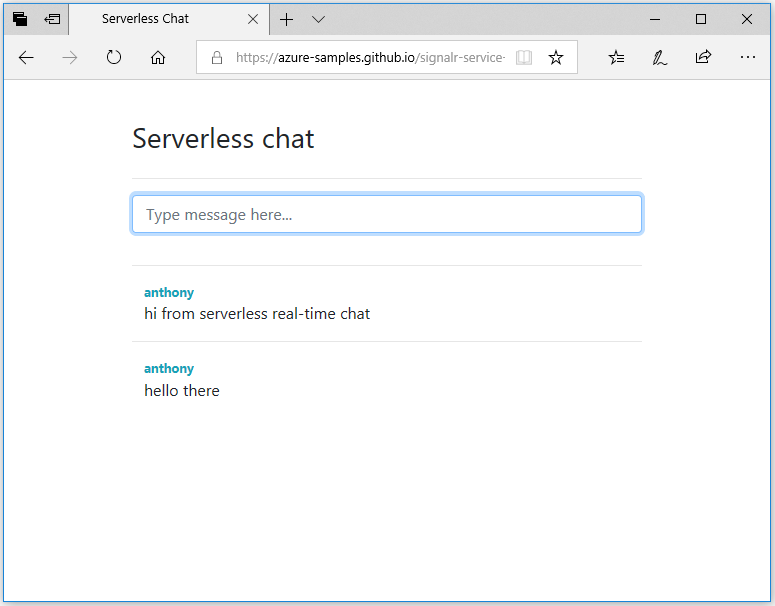 Serverless Chat
https://azure-samples.github.io/signalr-service-
Serverless chat
Type message here...
anthony
hi from serverless real-time chat
anthony
hello there